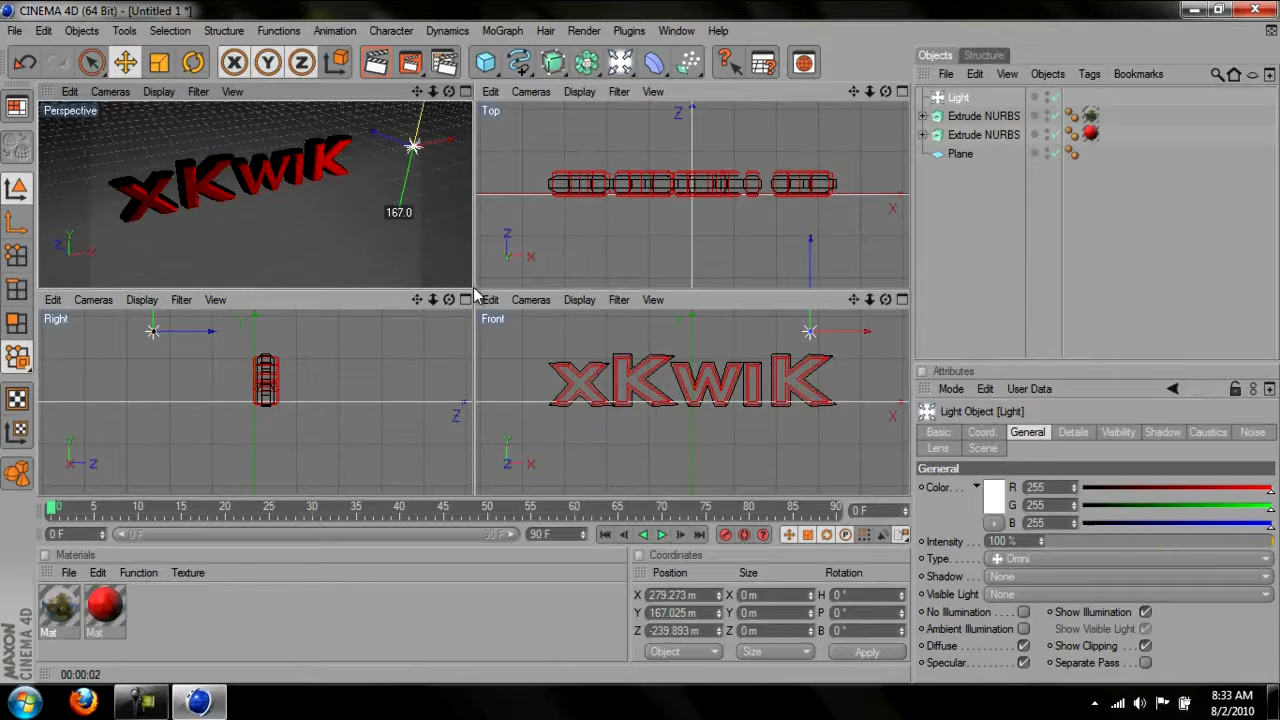 CINEMA 4D (64 Bit) - [Untitled 1 *]
File Edit Objects Tools Selection Structure Functions Animation Character Dynamics MoGraph Hair Render Plugins Window Help
Objects Structure
File Edit View Objects Tags Bookmarks
Edit Cameras Display Filter View
Edit Cameras Display Filter View
Perspective
Top
Light
Extrude NURBS
Extrude NURBS
Plane
xKwiK
167.0
Y
Z
X
Z
X
Z
Y
X
Edit Cameras Display Filter View
Edit Cameras Display Filter View
Right
Front
Y
Z
Y
X
Z
xKwiK
Y
X
Y
Z
X
Attributes
Mode Edit User Data
Light Object [Light]
Basic Coord. General Details Visibility Shadow Caustics Noise
Lens Scene
General
Color. . . R 255
G 255
B 255
Intensity 100 %
Type. . . Omni
Shadow. . . None
Visible Light None
No Illumination . . . . Show Illumination
Ambient Illumination Show Visible Light
Diffuse Show Clipping
Specular. Separate Pass
0 5 10 15 20 25 30 35 40 45 50 55 60 65 70 75 80 85 90 0 F
0 F 0 F 90 F 90 F
Materials
File Edit Function Texture
Mat Mat
Coordinates
Position Size Rotation
X 279.273 m X 0 m H 0 °
Y 167.025 m Y 0 m P 0 °
Z -239.893 m Z 0 m B 0 °
Object Size Apply
MAXON
CINEMA 4D
00:00:02
8:33 AM
8/2/2010